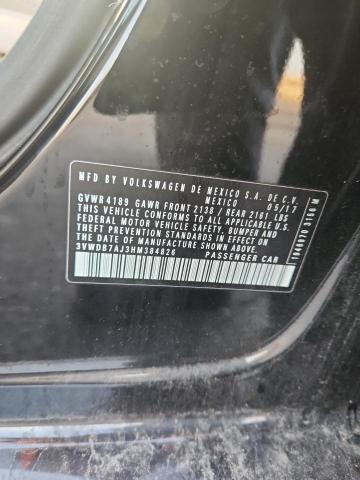 MFD BY VOLKSWAGEN DE MEXICO S.A. DE C.V.
MEXICO 05/17
GVWR 4189 GAWR FRONT 2138 / REAR 2161 LBS
THIS VEHICLE CONFORMS TO ALL APPLICABLE
FEDERAL MOTOR VEHICLE SAFETY, BUMPER AND
THEFT PREVENTION STANDARDS IN EFFECT ON
THE DATE OF MANUFACTURE SHOWN ABOVE
3VWDB7AJ3HM384826 PASSENGER CAR